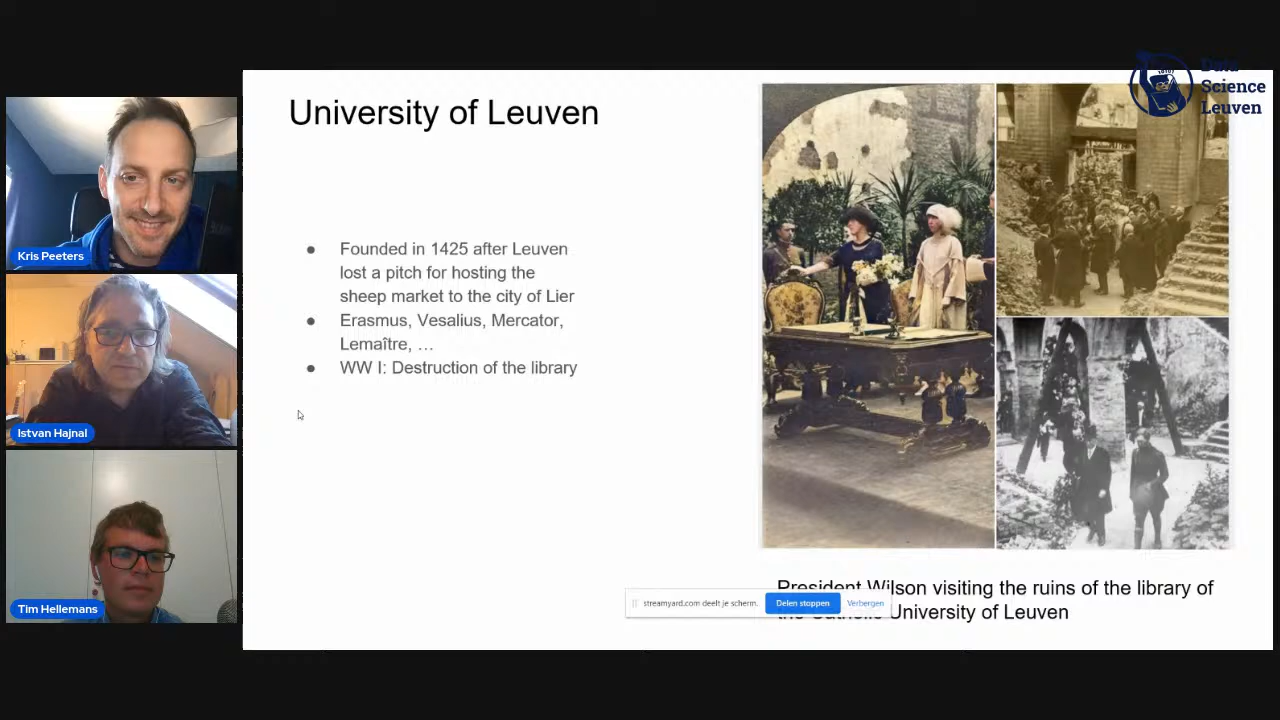 University of Leuven
Data
Science
Leuven
Founded in 1425 after Leuven
lost a pitch for hosting the
sheep market to the city of Lier
Erasmus, Vesalius, Mercator,
Lemaître, …
WW I: Destruction of the library
Kris Peeters
Istvan Hajnal
Tim Hellemans
President Wilson visiting the ruins of the library of
the Catholic University of Leuven
streamyard.com deelt je scherm.
Delen stoppen
Verbergen